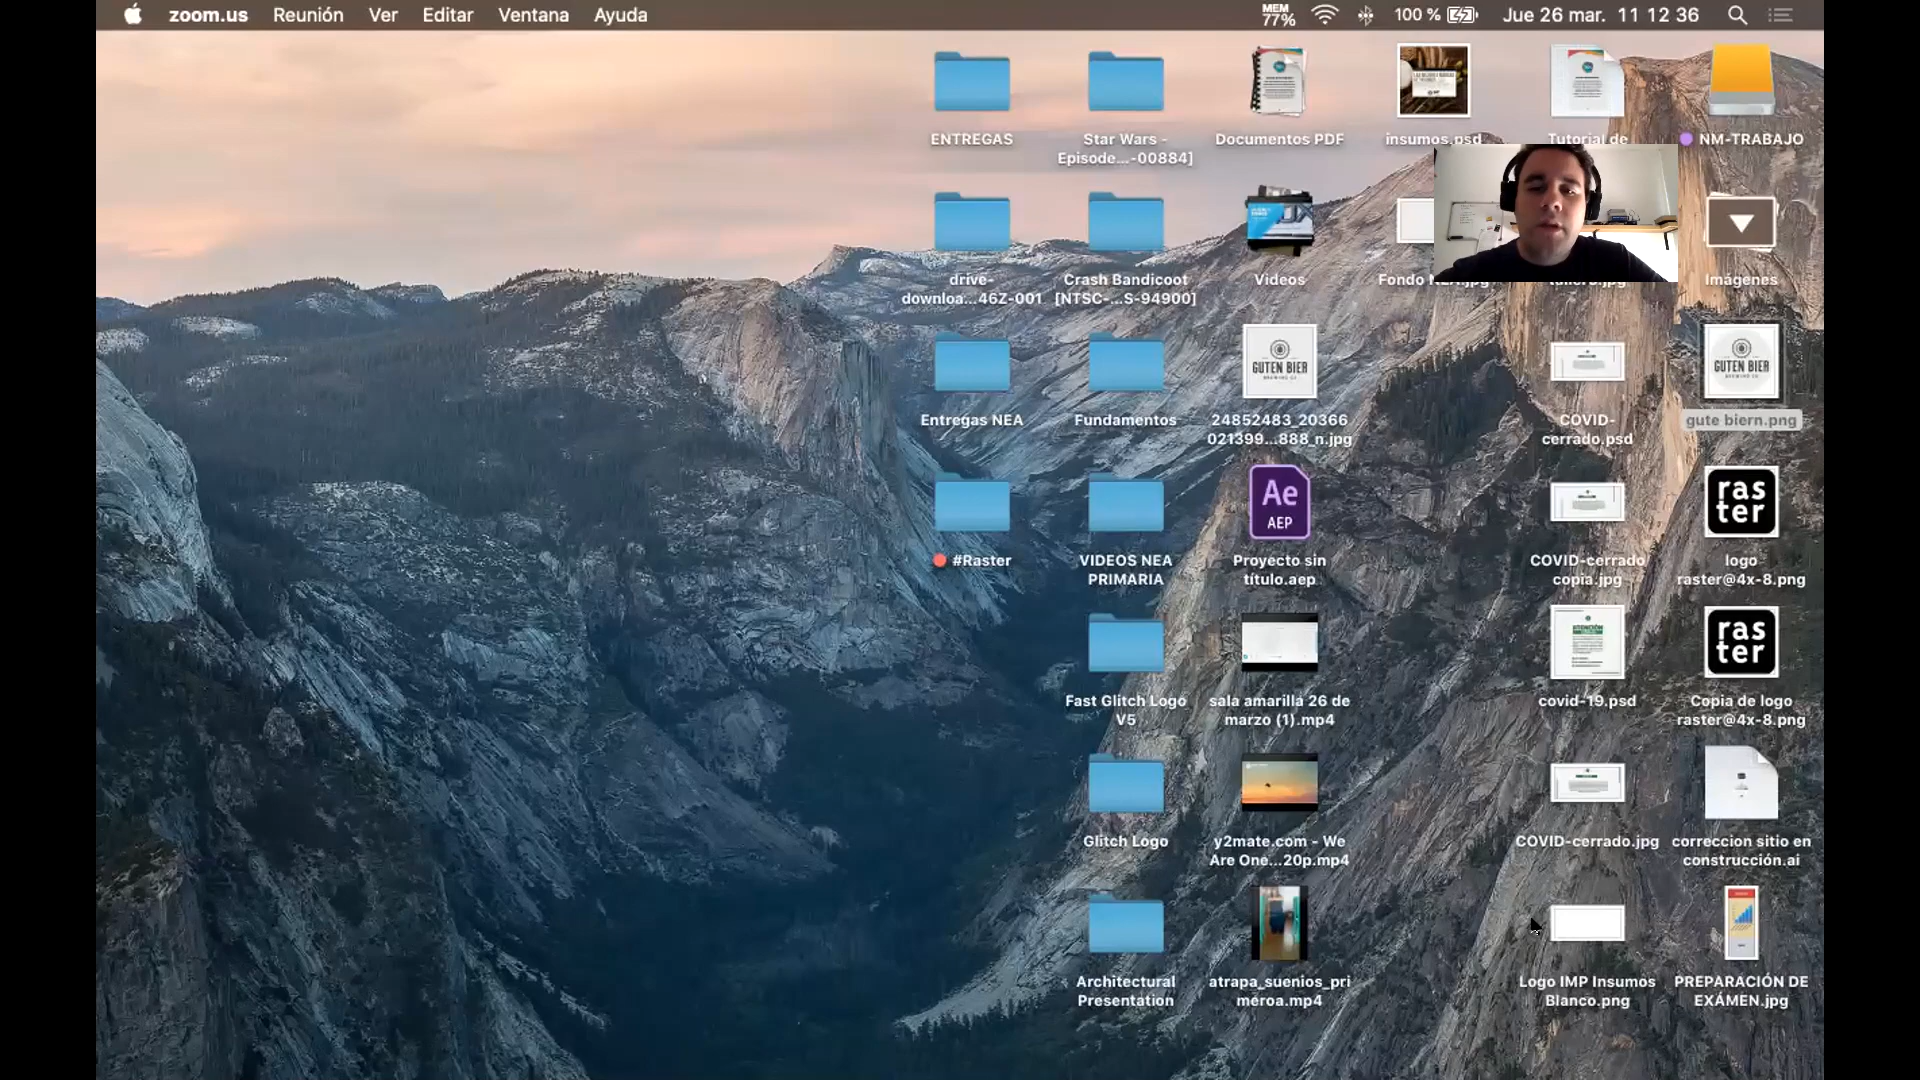 zoom.us Reunión Ver Editar Ventana Ayuda
MEM
77%
100 %
Jue 26 mar. 11 12 36
ENTREGAS
Star Wars -
Episode...-00884]
Documentos PDF
insumos.psd
Tutorial de
NM-TRABAJO
drive-
downloa...46Z-001
Crash Bandicoot
[NTSC-...S-94900]
Videos
Fondo
Imágenes
GUTEN BIER
GUTEN BIER
Entregas NEA
Fundamentos
24852483_20366
021399...888_n.jpg
COVID-
cerrado.psd
gute biern.png
Ae
AEP
ras
ter
#Raster
VIDEOS NEA
PRIMARIA
Proyecto sin
título.aep
COVID-cerrado
copia.jpg
logo
raster@4x-8.png
ATENCIÓN
ras
ter
Fast Glitch Logo
V5
sala amarilla 26 de
marzo (1).mp4
covid-19.psd
Copia de logo
raster@4x-8.png
Glitch Logo
y2mate.com - We
Are One...20p.mp4
COVID-cerrado.jpg
correccion sitio en
construcción.ai
Architectural
Presentation
atrapa_suenios_pri
meroa.mp4
Logo IMP Insumos
Blanco.png
PREPARACIÓN DE
EXÁMEN.jpg